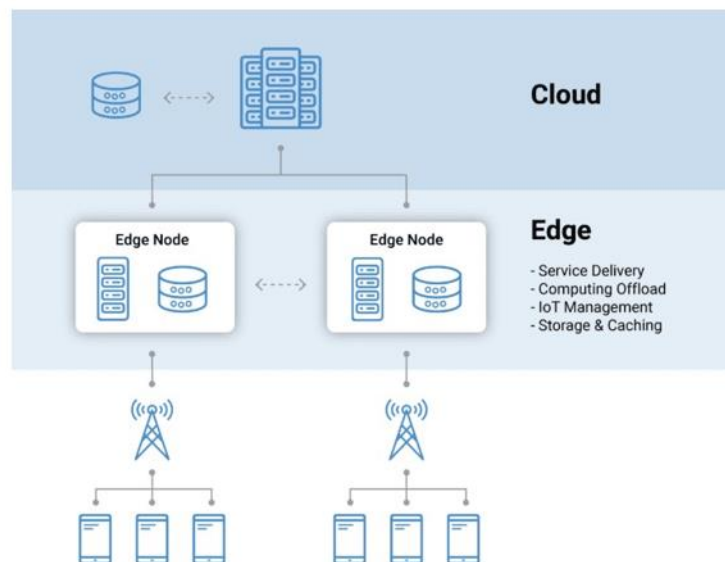 Cloud
Edge Node
Edge Node
Edge
- Service Delivery
- Computing Offload
- IoT Management
- Storage & Caching